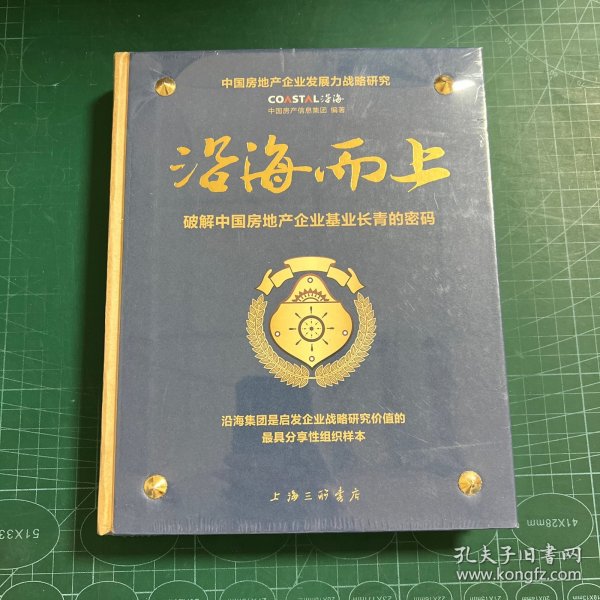 中国房地产企业发展力战略研究
COASTAL沿海
中国房产信息集团 编著
沿海而上
破解中国房地产企业基业长青的密码
沿海集团是启发企业战略研究价值的
最具分享性组织样本
上海三联书店
51X33
41X28MM
孔夫子旧书网
www.kongfz.com